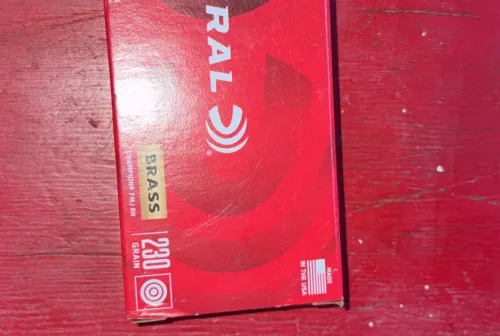 RAL
®
BRASS
CHAMPION® FMJ RN
230
GRAIN
MADE
IN THE USA